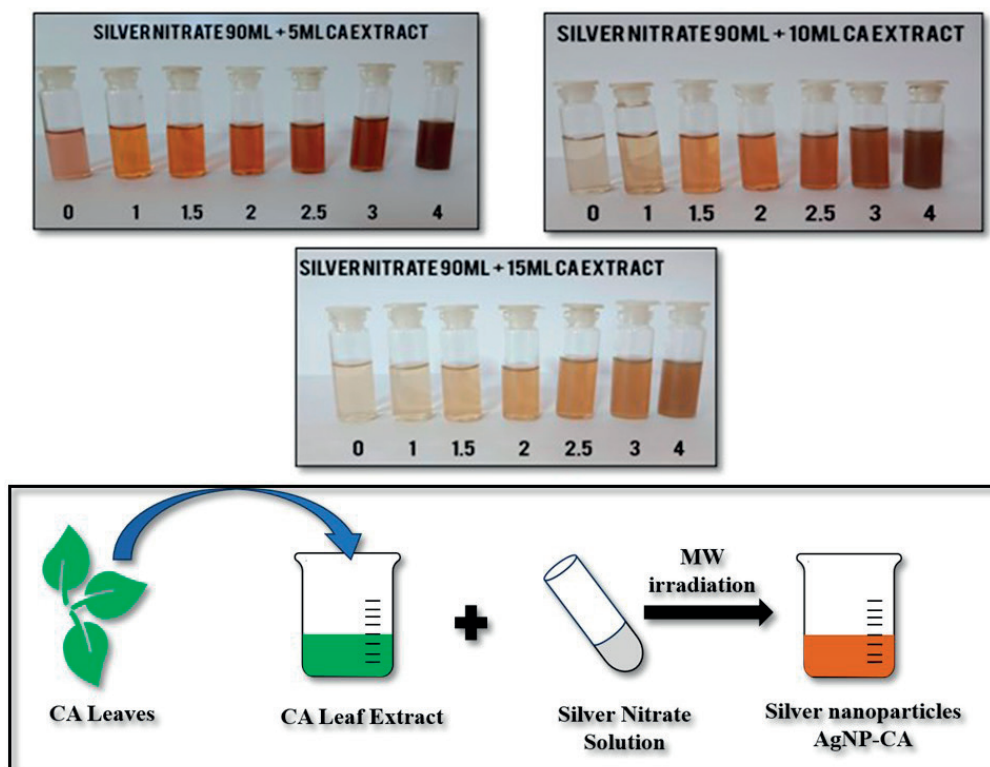 SILVER NITRATE 90ML + 5ML CA EXTRACT
0 1 1.5 2 2.5 3 4
SILVER NITRATE 90ML + 10ML CA EXTRACT
0 1 1.5 2 2.5 3 4
SILVER NITRATE 90ML + 15ML CA EXTRACT
0 1 1.5 2 2.5 3 4
MW
irradiation
CA Leaves
CA Leaf Extract
Silver Nitrate
Solution
Silver nanoparticles
AgNP-CA